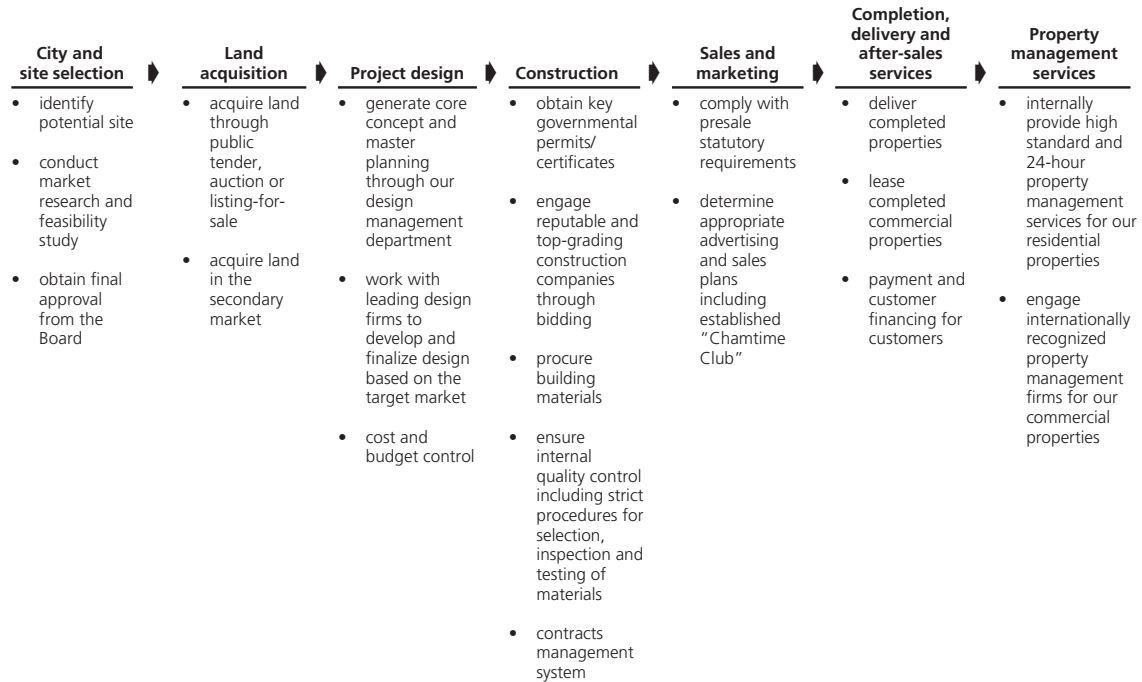 City and
site selection
• identify
potential site
• conduct
market
research and
feasibility
study
• obtain final
approval
from the
Board
Land
acquisition
• acquire land
through
public
tender,
auction or
listing-for-
sale
• acquire land
in the
secondary
market
Project design
• generate core
concept and
master
planning
through our
design
management
department
• work with
leading design
firms to
develop and
finalize design
based on the
target market
• cost and
budget control
Construction
• obtain key
governmental
permits/
certificates
• engage
reputable and
top-grading
construction
companies
through
bidding
• procure
building
materials
• ensure
internal
quality control
including strict
procedures for
selection,
inspection and
testing of
materials
• contracts
management
system
Sales and
marketing
• comply with
presale
statutory
requirements
• determine
appropriate
advertising
and sales
plans
including
established
“Chamtime
Club”
Completion,
delivery and
after-sales
services
• deliver
completed
properties
• lease
completed
commercial
properties
• payment and
customer
financing for
customers
Property
management
services
• internally
provide high
standard and
24-hour
property
management
services for our
residential
properties
• engage
internationally
recognized
property
management
firms for our
commercial
properties